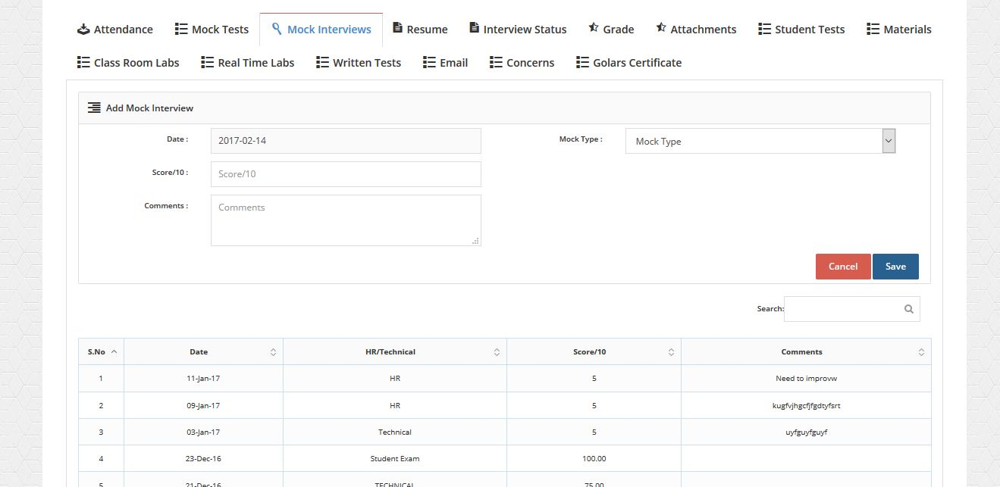 Attendance Mock Tests Mock Interviews Resume Interview Status Grade Attachments Student Tests Materials
Class Room Labs Real Time Labs Written Tests Email Concerns Golars Certificate
Add Mock Interview
Date : 2017-02-14 Mock Type : Mock Type
Score/10 : Score/10
Comments : Comments
Cancel Save
Search:
S.No Date HR/Technical Score/10 Comments
1 11-Jan-17 HR 5 Need to improvw
2 09-Jan-17 HR 5 kugfvjhgcfjfgdtyfsrt
3 03-Jan-17 Technical 5 uyfguyfguyf
4 23-Dec-16 Student Exam 100.00
5 21-Dec-16 TECHNICAL 75.00